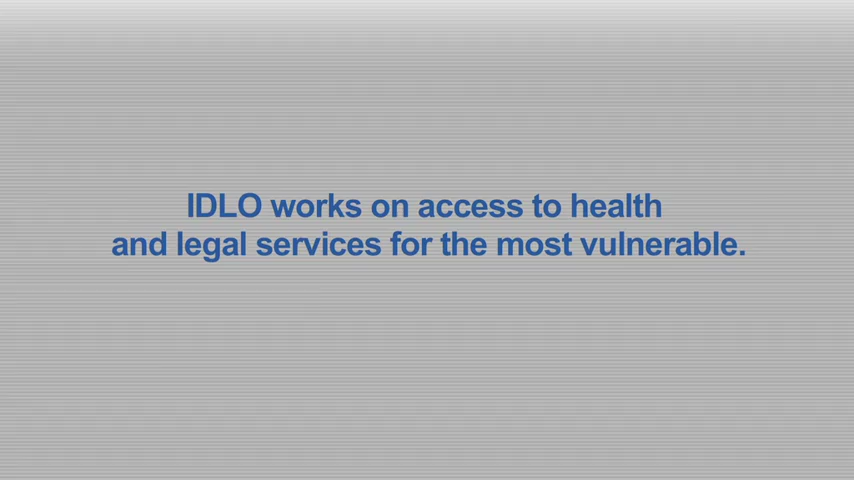 IDLO works on access to health
and legal services for the most vulnerable.